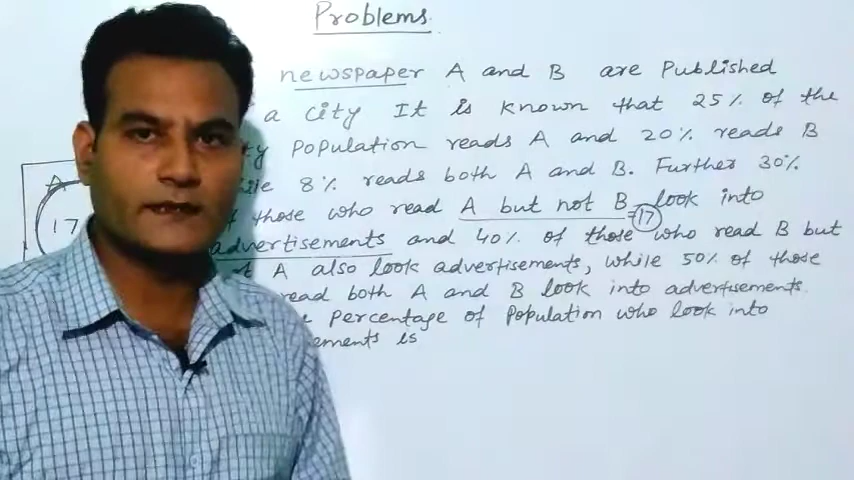 Problems.
newspaper A and B are Published
a city It is known that 25% of the
Population reads A and 20% reads B
8% reads both A and B. Further 30%
those who read A but not B look into
=17
advertisements and 40% of those who read B but
A also look advertisements, while 50% of those
read both A and B look into advertisements.
Percentage of Population who look into
is
A
17